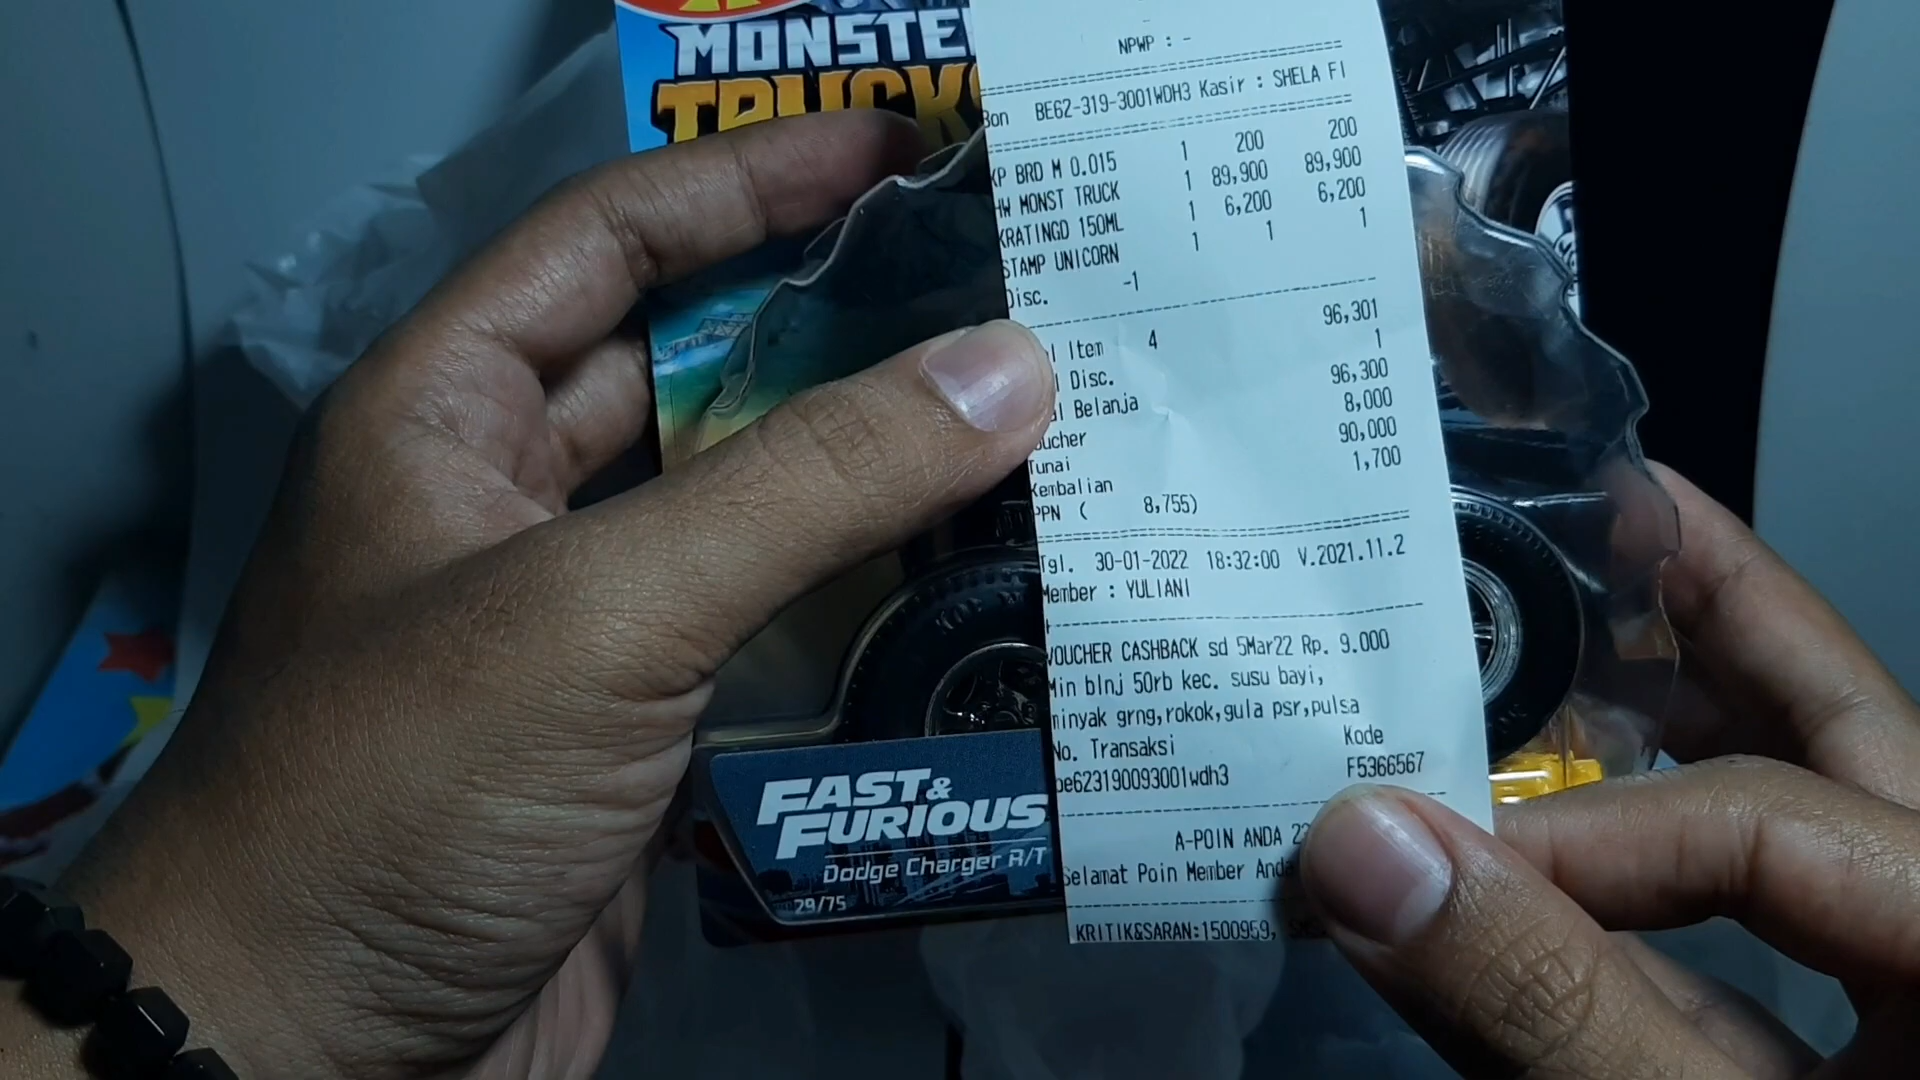 MONSTE
TRUCKS
NPWP : -
Bon BE62-319-3001WDH3 Kasir : SHELA FI
KP BRD M 0.015 1 200 200
HW MONST TRUCK 1 89,900 89,900
KRATINGD 150ML 1 6,200 6,200
STAMP UNICORN 1 1 1
Disc. -1
l Item 4 96,301
l Disc. 1
al Belanja 96,300
oucher 8,000
Tunai 90,000
Kembalian 1,700
PPN ( 8,755)
Tgl. 30-01-2022 18:32:00 V.2021.11.2
Member : YULIANI
VOUCHER CASHBACK sd 5Mar22 Rp. 9.000
Min blnj 50rb kec. susu bayi,
minyak grng,rokok,gula psr,pulsa
No. Transaksi Kode
be623190093001wdh3 F5366567
A-POIN ANDA 22
Selamat Poin Member Anda
KRITIK&SARAN:1500959, SMS
FAST &
FURIOUS
Dodge Charger R/T
29/75